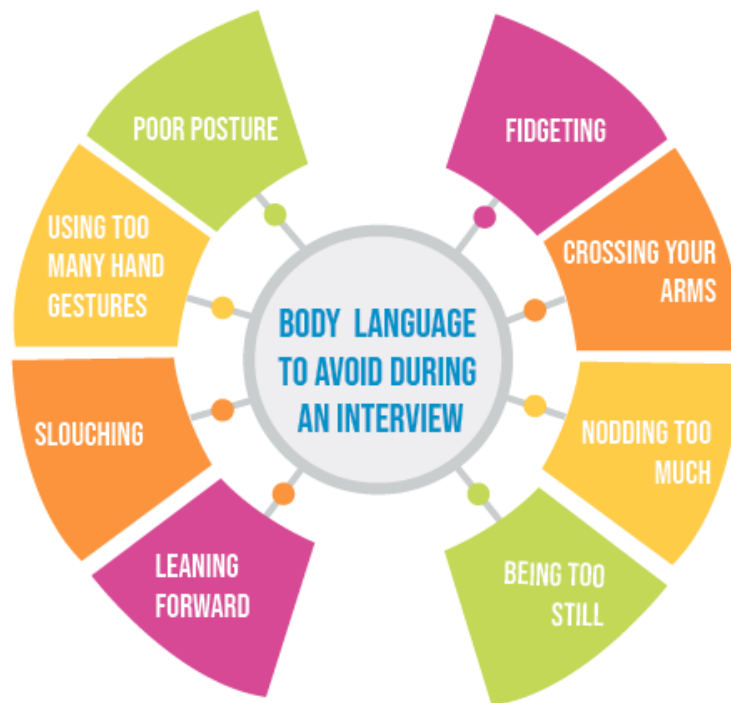 BODY LANGUAGE
TO AVOID DURING
AN INTERVIEW
POOR POSTURE
USING TOO
MANY HAND
GESTURES
SLOUCHING
LEANING
FORWARD
FIDGETING
CROSSING YOUR
ARMS
NODDING TOO
MUCH
BEING TOO
STILL